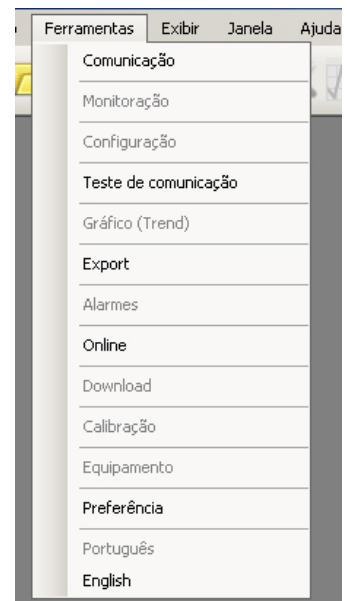 Ferramentas Exibir Janela Ajuda
Comunicação
Monitoração
Configuração
Teste de comunicação
Gráfico (Trend)
Export
Alarmes
Online
Download
Calibração
Equipamento
Preferência
Português
English